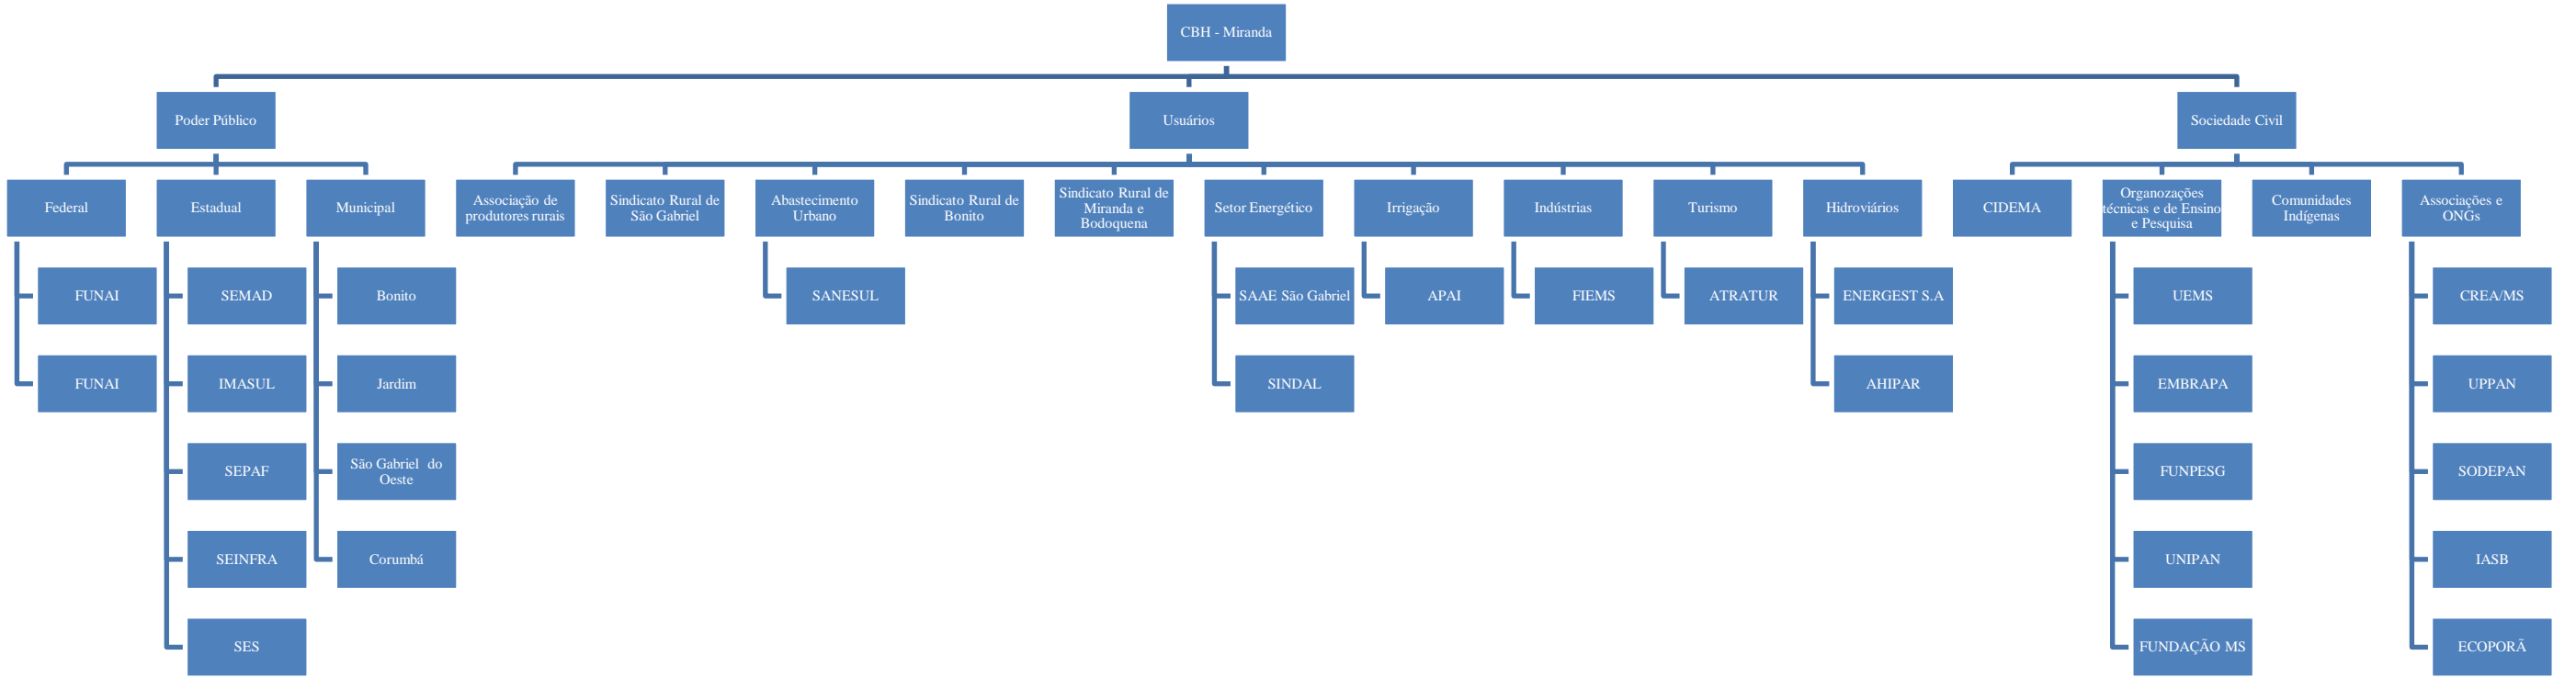 CBH - Miranda
Poder Público
Usuários
Sociedade Civil
Federal
Estadual
Municipal
Associação de
produtores rurais
Sindicato Rural de
São Gabriel
Abastecimento
Urbano
Sindicato Rural de
Bonito
Sindicato Rural de
Miranda e
Bodoquena
Setor Energético
Irrigação
Indústrias
Turismo
Hidroviários
CIDEMA
Organozações
técnicas e de Ensino
e Pesquisa
Comunidades
Indígenas
Associações e
ONGs
FUNAI
SEMAD
Bonito
SANESUL
SAAE São Gabriel
APAI
FIEMS
ATRATUR
ENERGEST S.A
UEMS
CREA/MS
FUNAI
IMASUL
Jardim
SINDAL
AHIPAR
EMBRAPA
UPPAN
SEPAF
São Gabriel  do
Oeste
FUNPESG
SODEPAN
SEINFRA
Corumbá
UNIPAN
IASB
SES
FUNDAÇÃO MS
ECOPORÃ